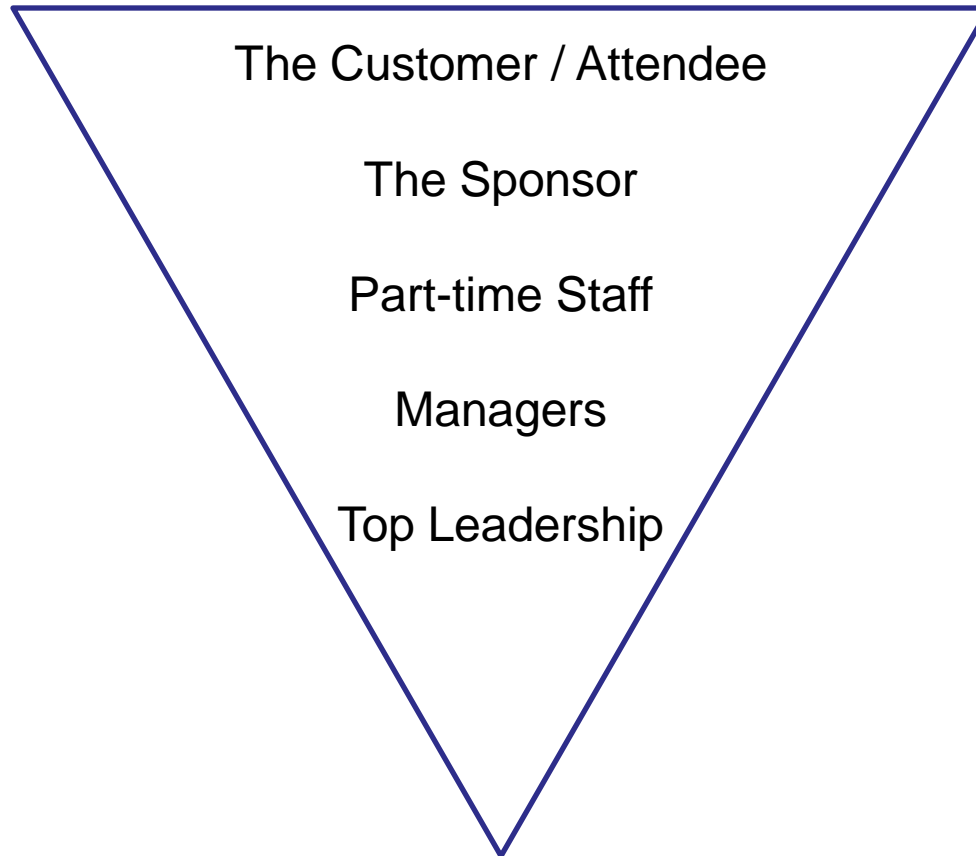 The Customer / Attendee
The Sponsor
Part-time Staff
Managers
Top Leadership